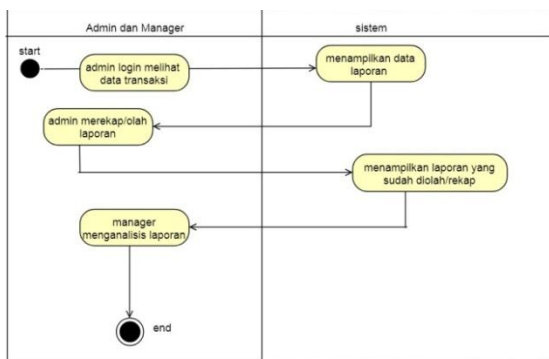 Admin dan Manager
sistem
start
admin login melihat
data transaksi
menampilkan data
laporan
admin merekap/olah
laporan
menampilkan laporan yang
sudah diolah/rekap
manager
menganalisis laporan
end